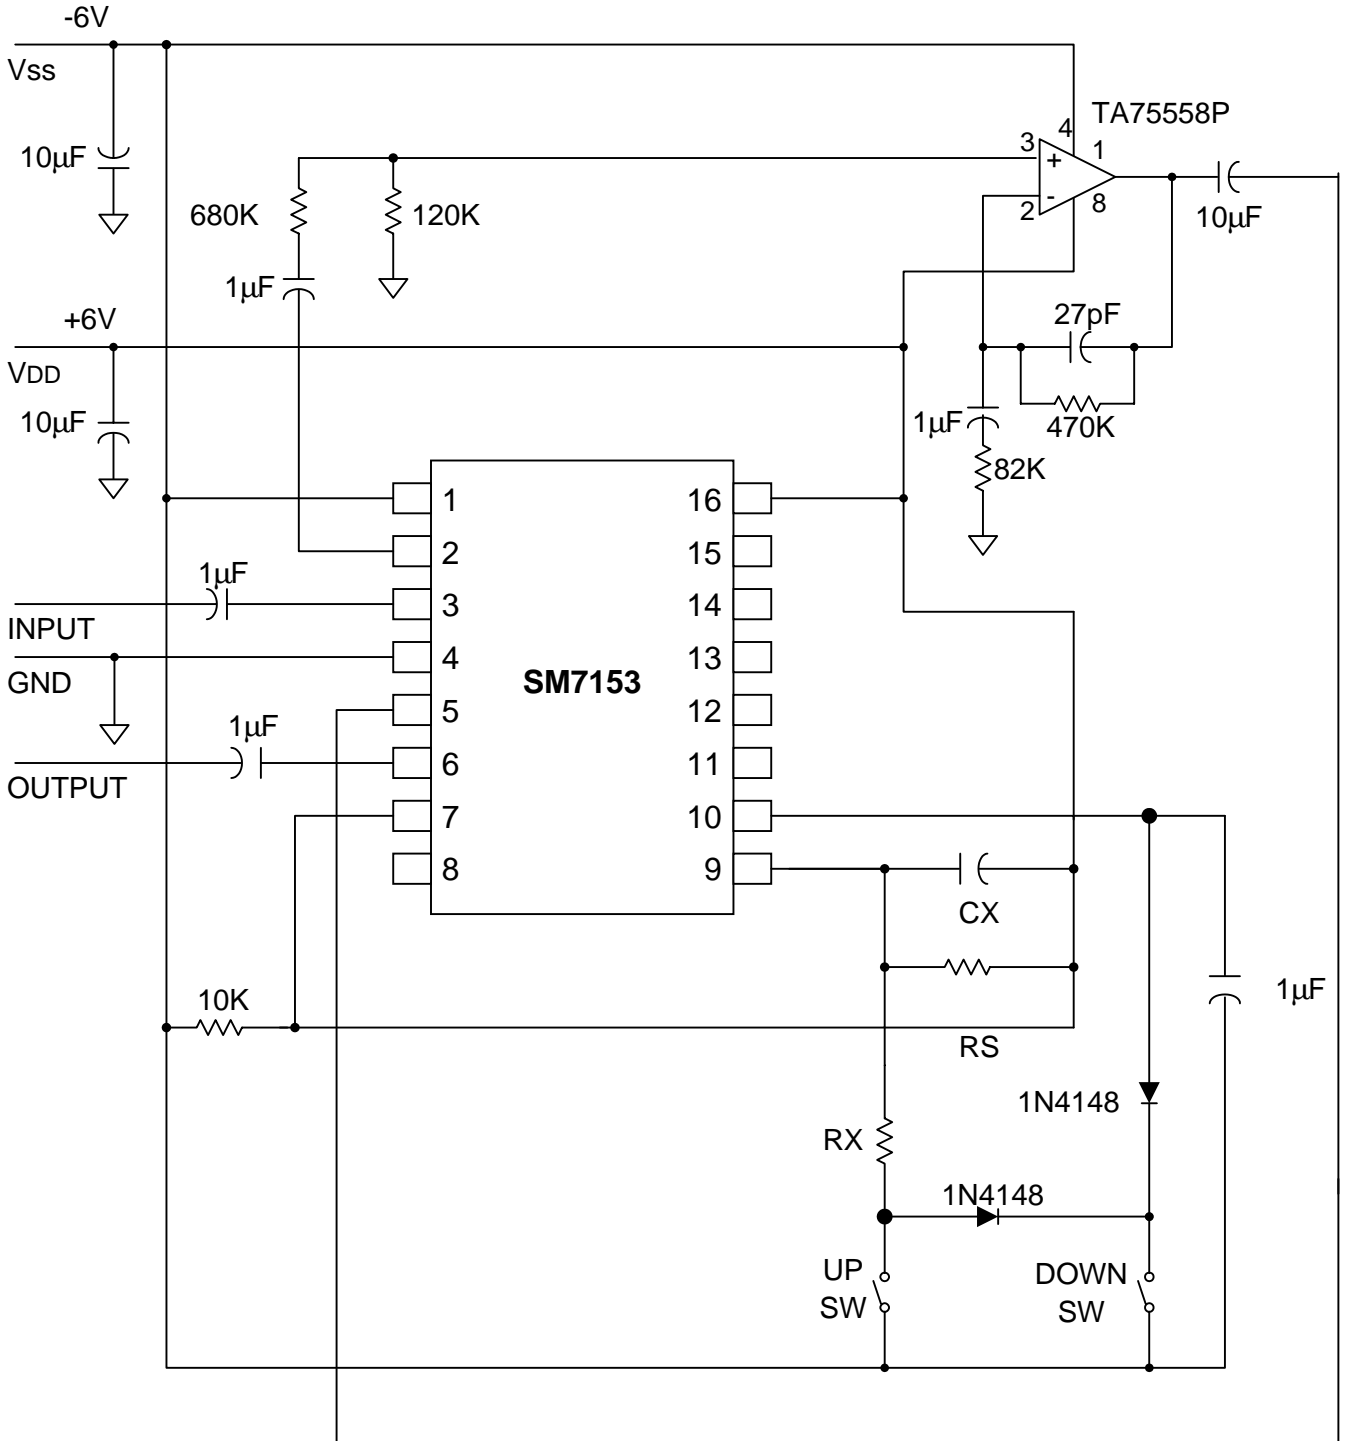 -6V
Vss
10μF
680K
120K
1μF
3
4
1
2
8
+
-
TA75558P
10μF
27pF
470K
1μF
82K
+6V
VDD
10μF
1μF
INPUT
GND
1μF
OUTPUT
1
2
3
4
5
6
7
8
SM7153
16
15
14
13
12
11
10
9
CX
RS
10K
1μF
1N4148
RX
1N4148
UP
SW
DOWN
SW